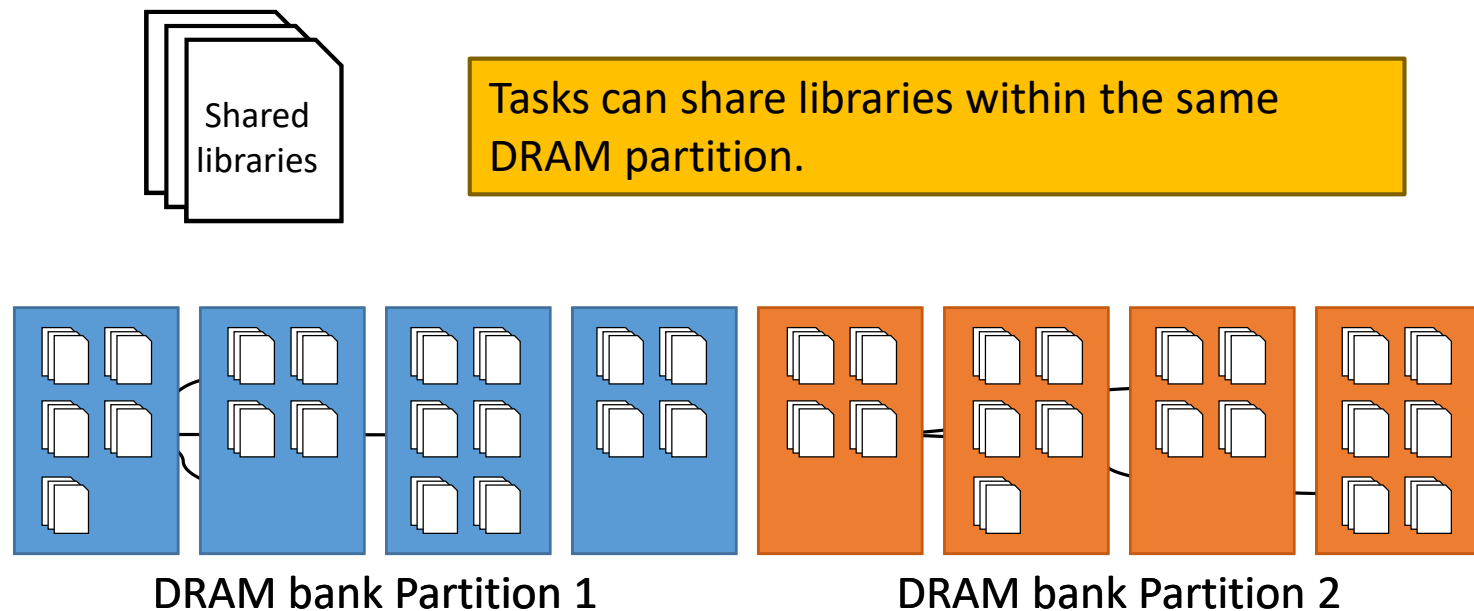 Shared
libraries
Tasks can share libraries within the same
DRAM partition.
DRAM bank Partition 1
DRAM bank Partition 2